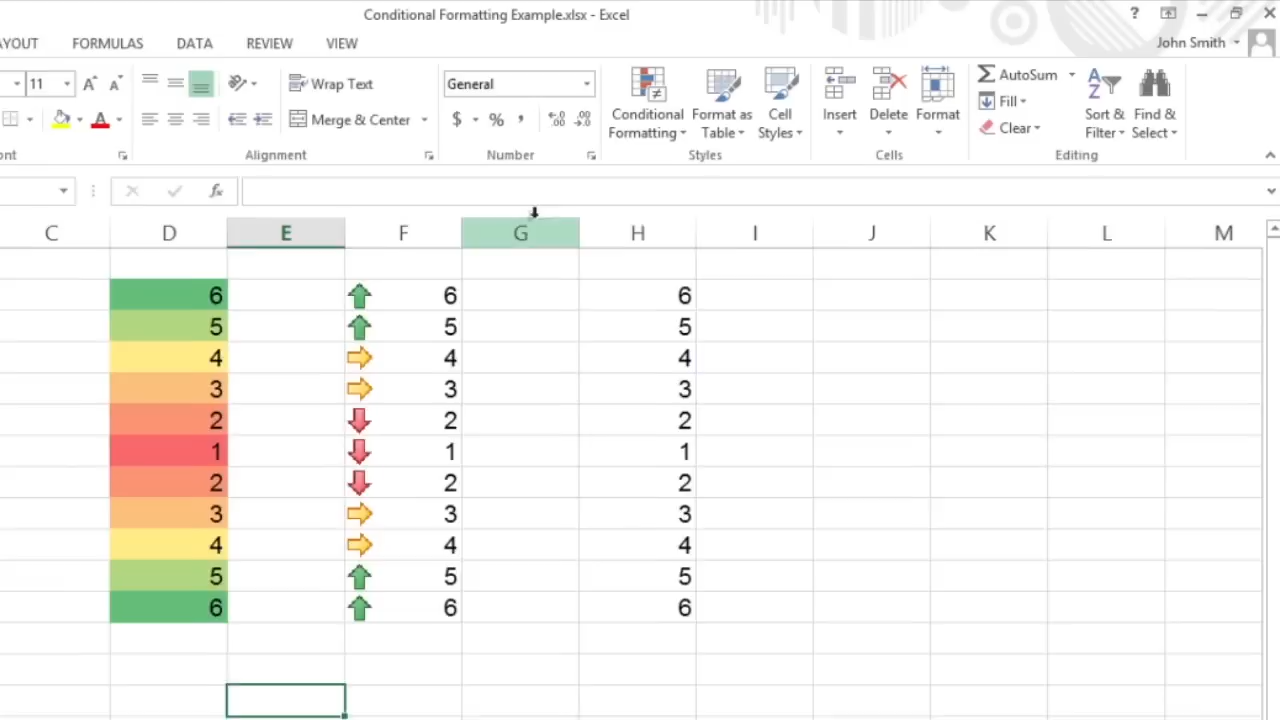 Conditional Formatting Example.xlsx - Excel
?
AYOUT FORMULAS DATA REVIEW VIEW John Smith
11 A A Wrap Text General Conditional Formatting Format as Table Cell Styles Insert Delete Format AutoSum Fill Clear Sort & Filter Find & Select
A Merge & Center $ % , .00 .0
ont Alignment Number Styles Cells Editing
fx
C D E F G H I J K L M
6 6 6
5 5 5
4 4 4
3 3 3
2 2 2
1 1 1
2 2 2
3 3 3
4 4 4
5 5 5
6 6 6